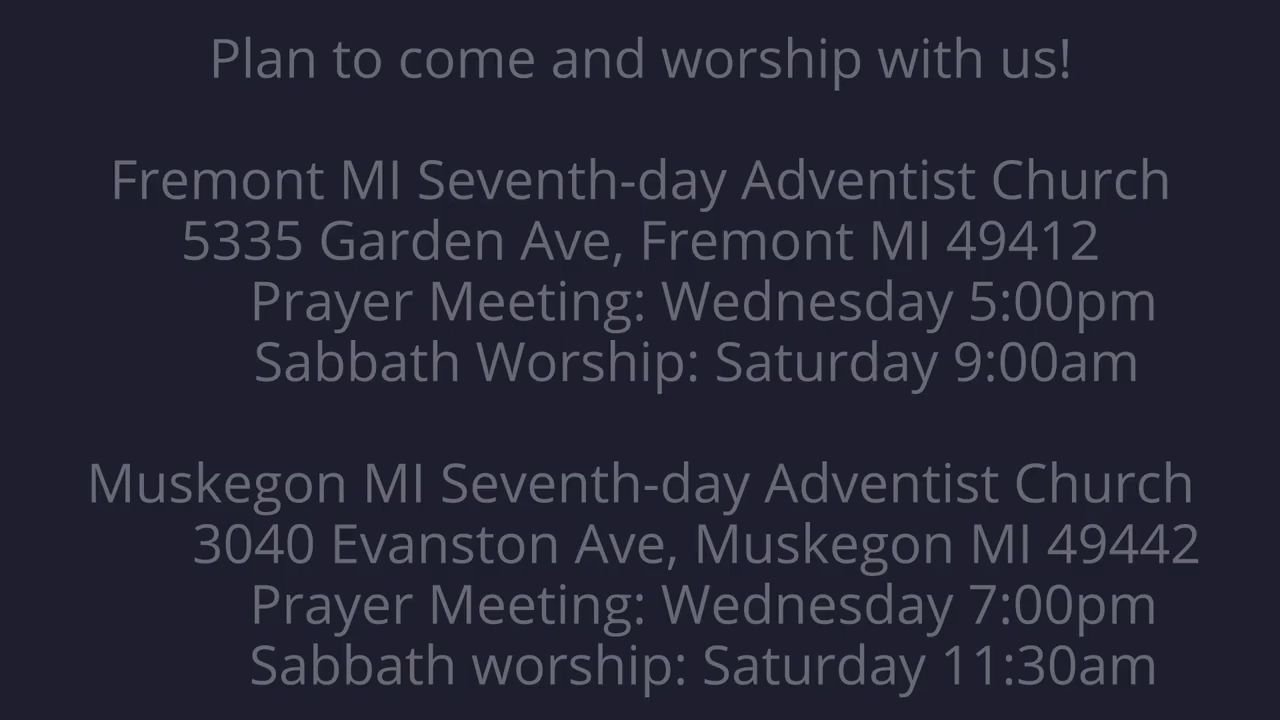 Plan to come and worship with us!
Fremont MI Seventh-day Adventist Church
5335 Garden Ave, Fremont MI 49412
Prayer Meeting: Wednesday 5:00pm
Sabbath Worship: Saturday 9:00am
Muskegon MI Seventh-day Adventist Church
3040 Evanston Ave, Muskegon MI 49442
Prayer Meeting: Wednesday 7:00pm
Sabbath worship: Saturday 11:30am